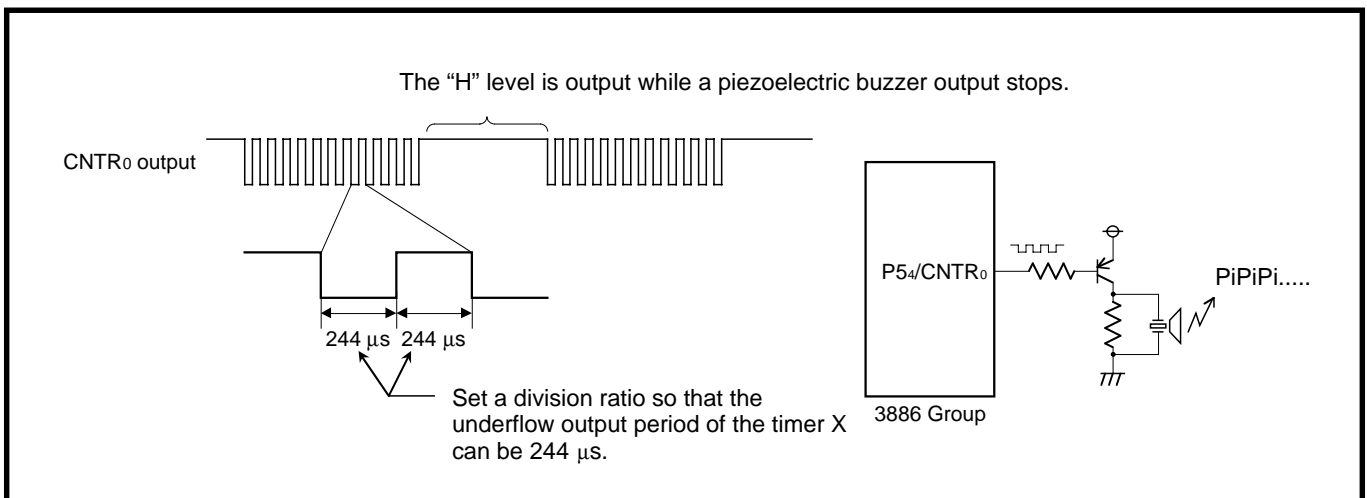 The “H” level is output while a piezoelectric buzzer output stops.
CNTR0 output
P54/CNTR0
PiPiPi.....
244 µs 244 µs
Set a division ratio so that the
underflow output period of the timer X
can be 244 µs.
3886 Group